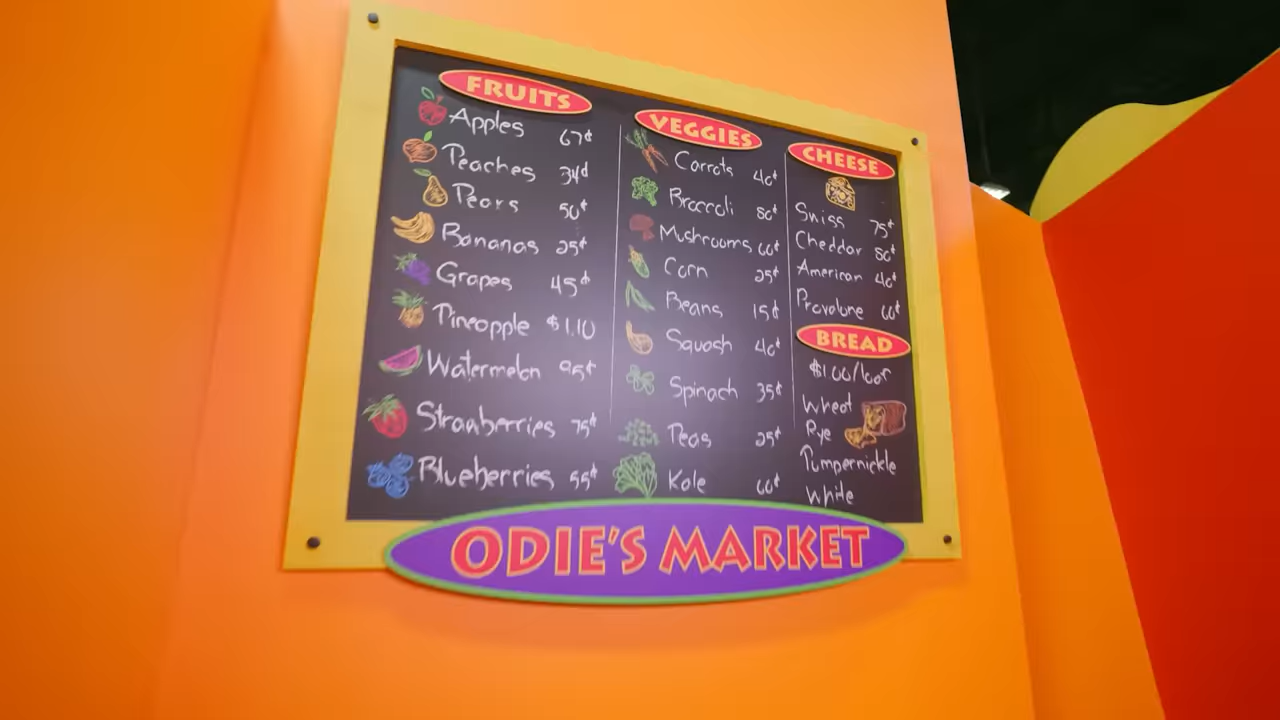 FRUITS
Apples 67¢
Peaches 34¢
Pears 50¢
Bananas 25¢
Grapes 45¢
Pineapple $1.10
Watermelon 95¢
Strawberries 75¢
Blueberries 55¢
VEGGIES
Carrots 40¢
Broccoli 80¢
Mushrooms 60¢
Corn 25¢
Beans 15¢
Squash 40¢
Spinach 35¢
Peas 25¢
Kale 60¢
CHEESE
Swiss 75¢
Cheddar 80¢
American 40¢
Provolone 60¢
BREAD
$1.00/loaf
Wheat
Rye
Pumpernickle
White
ODIE'S MARKET